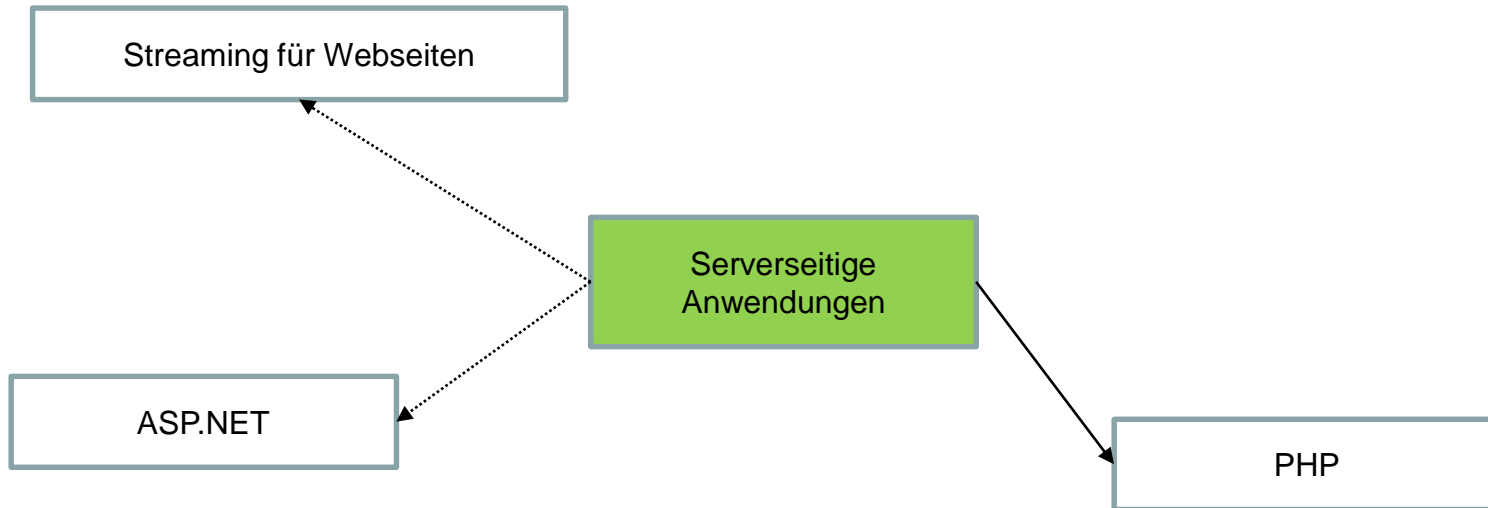 Streaming für Webseiten
Serverseitige
Anwendungen
ASP.NET
PHP